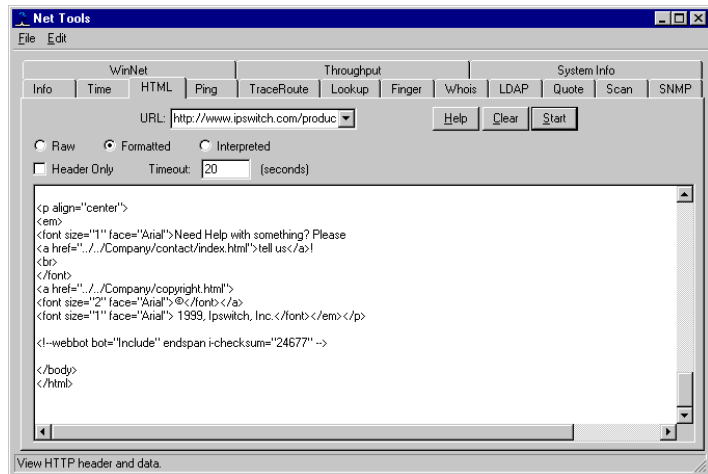 Net Tools
File Edit
WinNet Throughput System Info
Info Time HTML Ping TraceRoute Lookup Finger Whois LDAP Quote Scan SNMP
URL: http://www.ipswitch.com/produc Help Clear Start
Raw Formatted Interpreted
Header Only Timeout: 20 (seconds)
<p align="center">
<em>
<font size="1" face="Arial">Need Help with something? Please
<a href="../../Company/contact/index.html">tell us</a>!
<br>
</font>
<a href="../../Company/copyright.html">
<font size="2" face="Arial">©</font></a>
<font size="1" face="Arial"> 1999, Ipswitch, Inc.</font></em></p>
<!--webbot bot="Include" endspan i-checksum="24677" -->
</body>
</html>
View HTTP header and data.